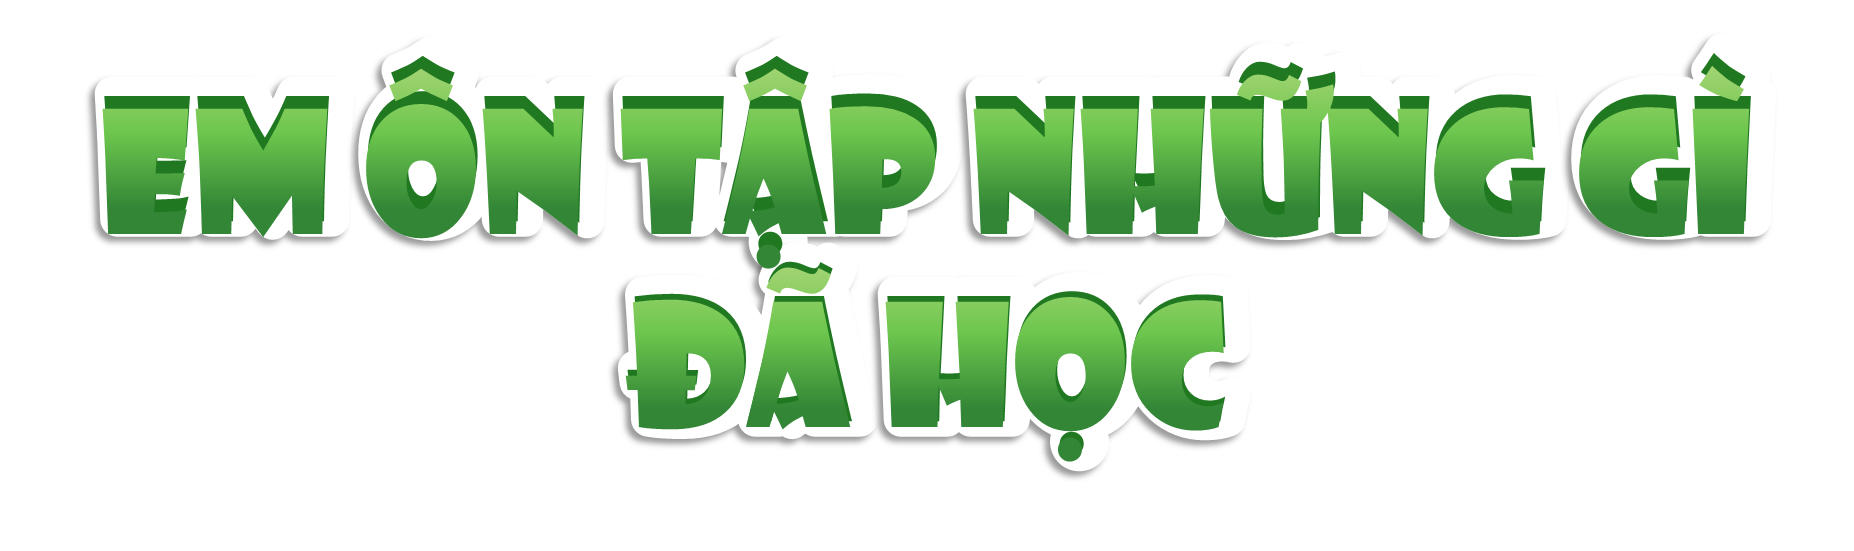 EM ÔN TẬP NHỮNG GÌ
ĐÃ HỌC